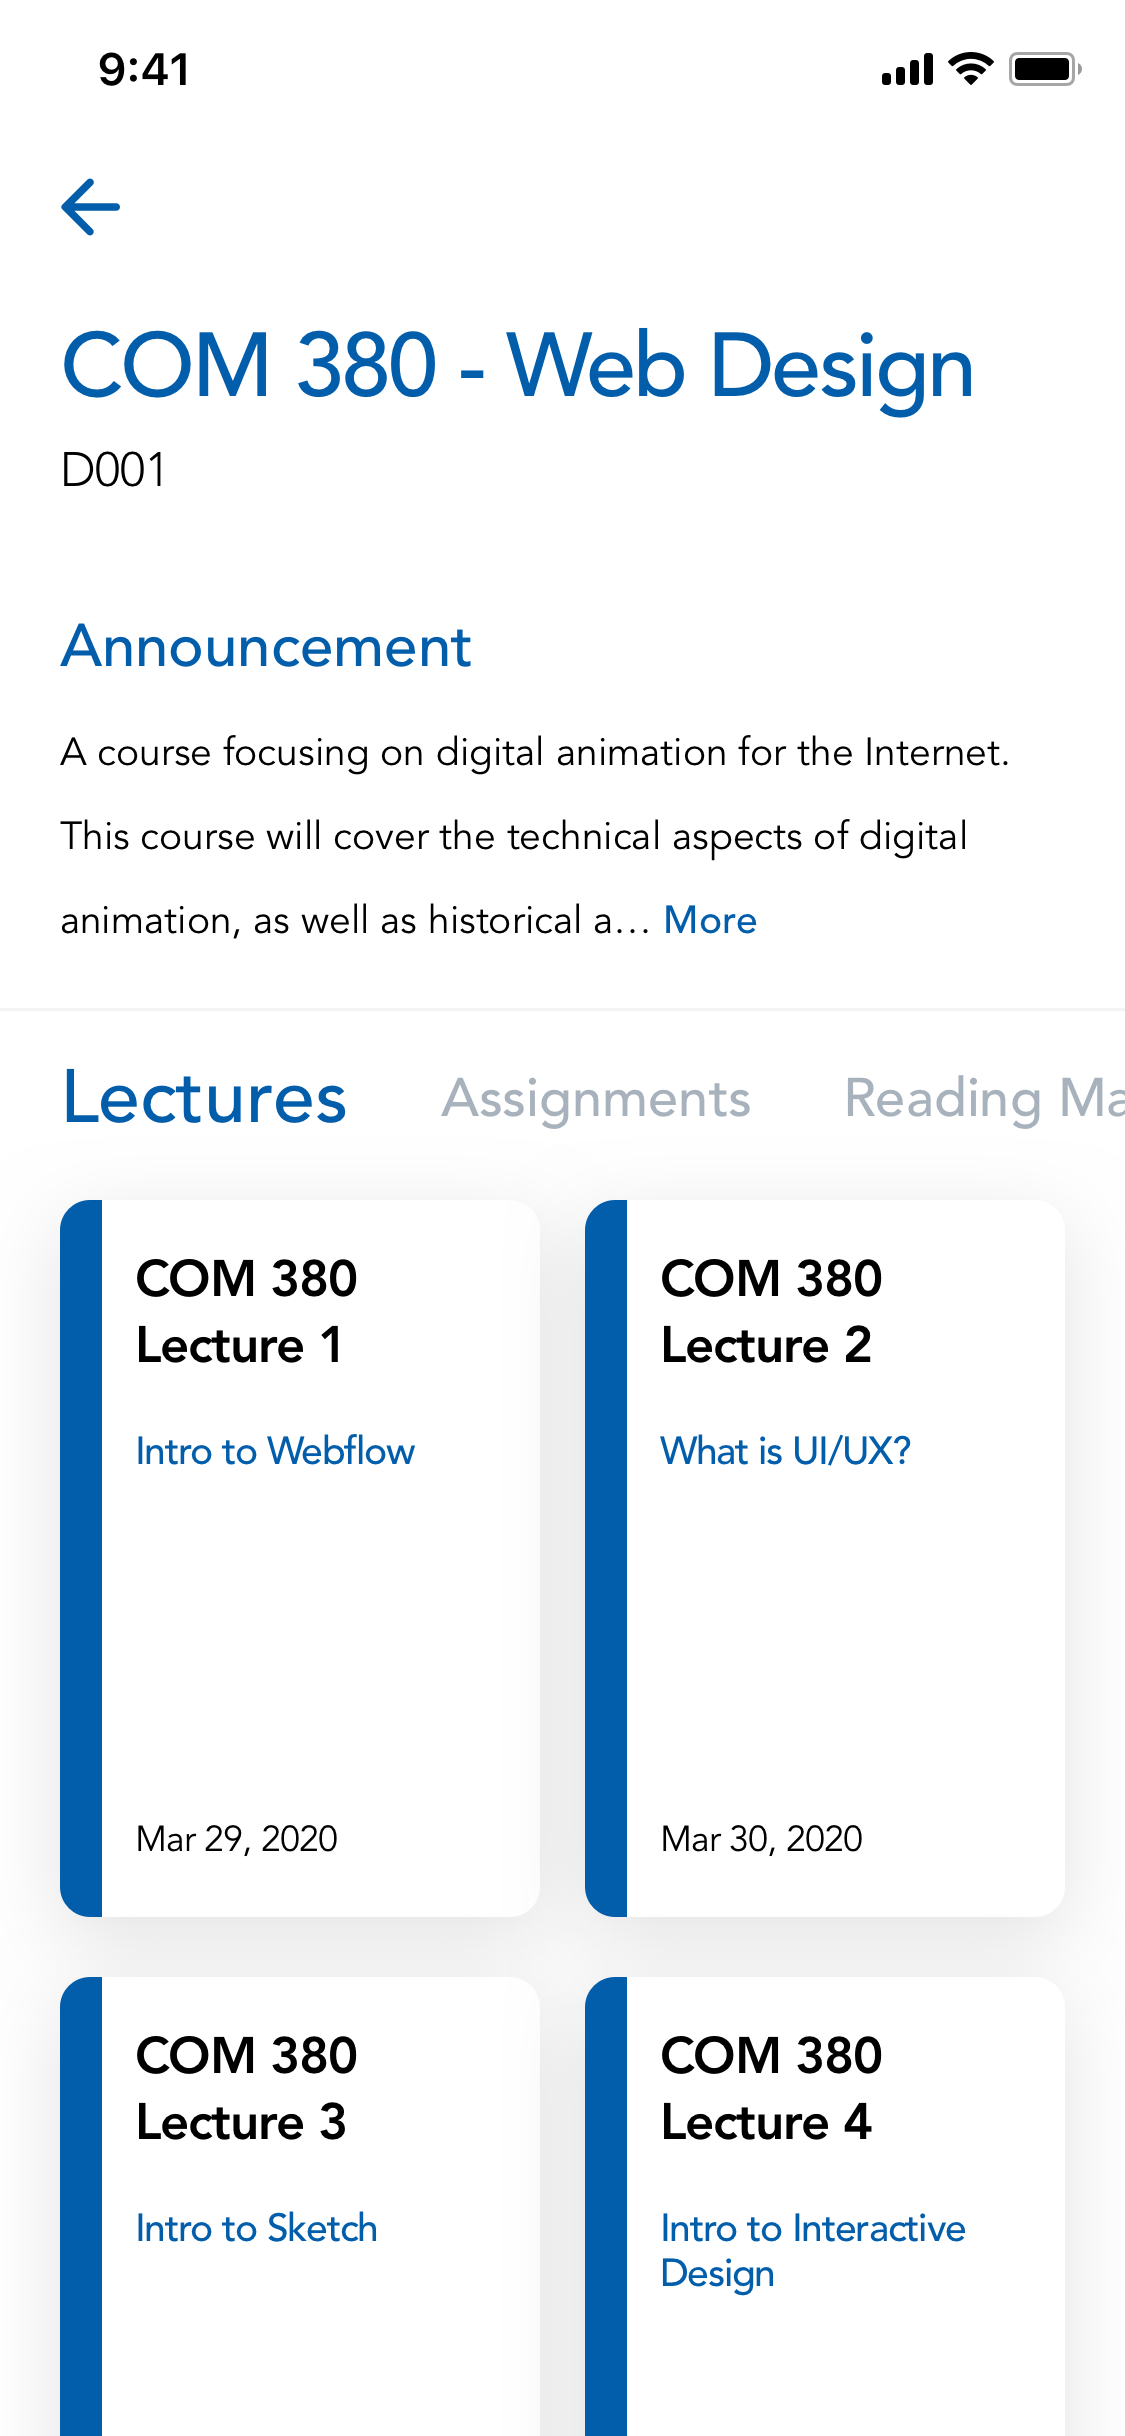 9:41
COM 380 - Web Design
D001
Announcement
A course focusing on digital animation for the Internet.
This course will cover the technical aspects of digital
animation, as well as historical a... More
Lectures Assignments Reading
COM 380
Lecture 1
Intro to Webflow
Mar 29, 2020
COM 380
Lecture 2
What is UI/UX?
Mar 30, 2020
COM 380
Lecture 3
Intro to Sketch
COM 380
Lecture 4
Intro to Interactive
Design